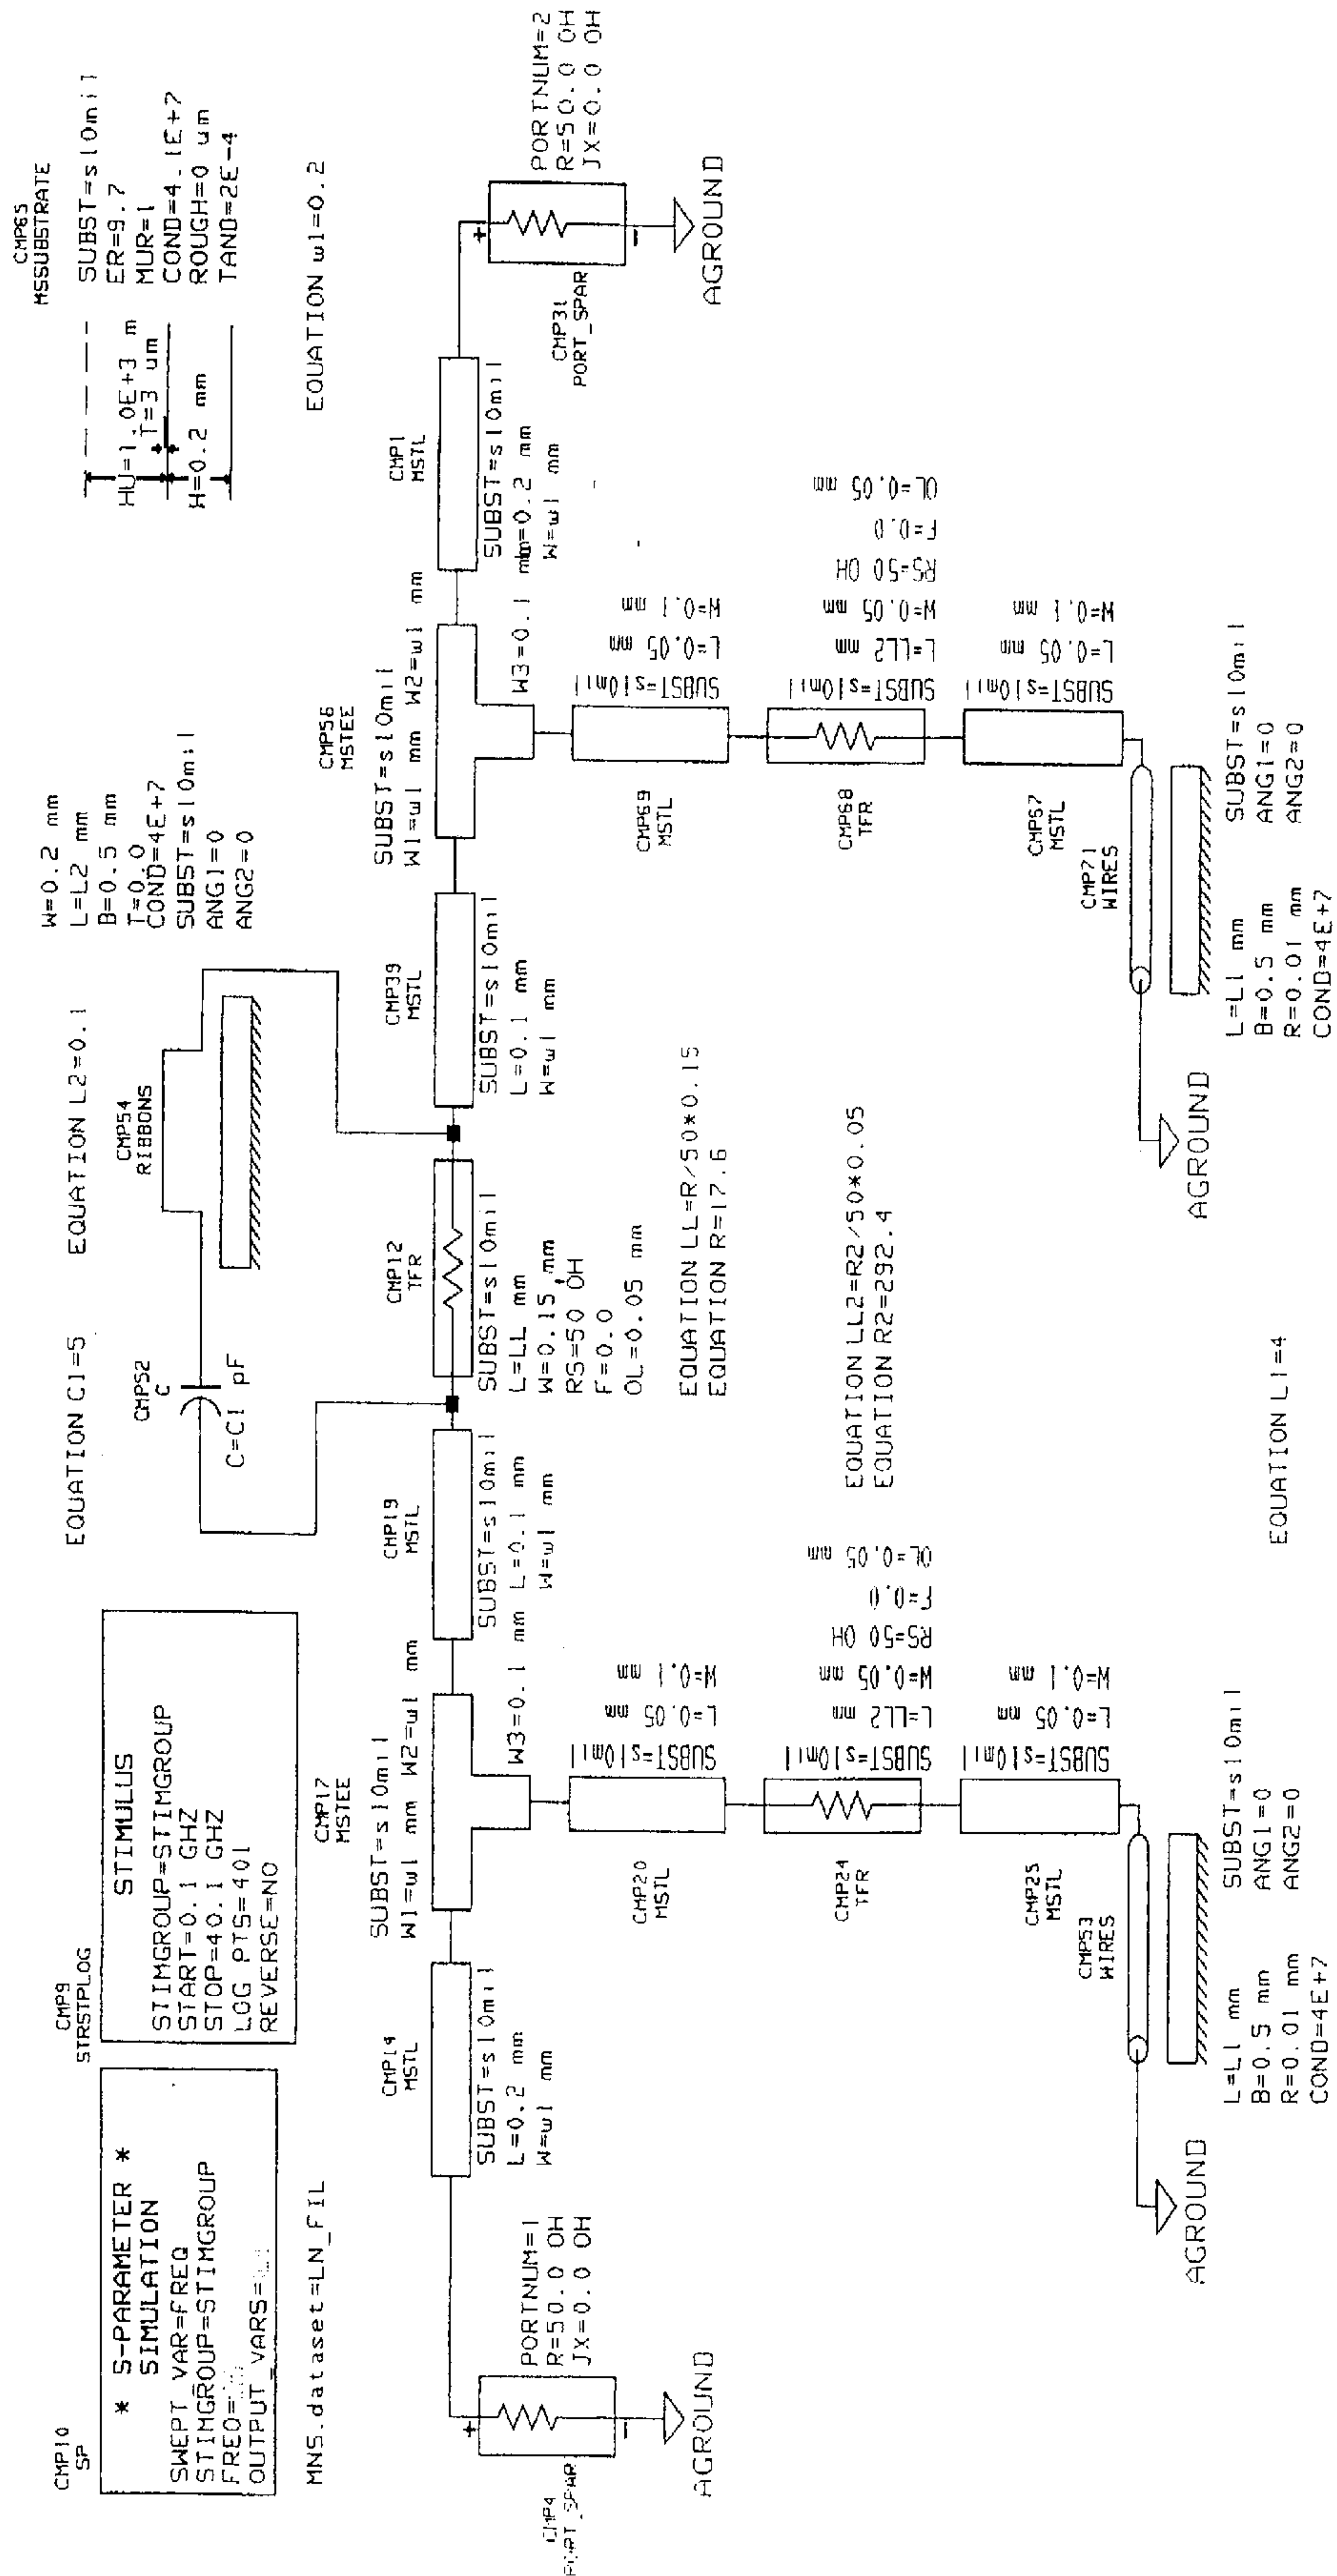 CMP10
SP
* S-PARAMETER *
SIMULATION
SWEPT VAR=FREQ
STIMGROUP=STIMGROUP
FREQ=
OUTPUT_VARS=
MNS.dataset=LN_FIL
CMP9
STRSTPLOG
STIMULUS
STIMGROUP=STIMGROUP
START=0.1 GHZ
STOP=40.1 GHZ
LOG PTS=401
REVERSE=NO
EQUATION C1=5
EQUATION L2=0.1
CMP52
C
C=C1 pF
CMP54
RIBBONS
W=0.2 mm
L=L2 mm
B=0.5 mm
T=0.0
COND=4E+7
SUBST=s10mil
ANG1=0
ANG2=0
CMP65
MSSUBSTRATE
HU=1.0E+3 m
T=3 um
H=0.2 mm
SUBST=s10mil
ER=9.7
MUR=1
COND=4.1E+7
ROUGH=0 um
TAND=2E-4
EQUATION w1=0.2
CMP4
PORT_SPAR
PORTNUM=1
R=50.0 OH
JX=0.0 OH
AGROUND
CMP14
MSTL
SUBST=s10mil
L=0.2 mm
W=w1 mm
CMP17
MSTEE
SUBST=s10mil
W1=w1 mm W2=w1 mm
W3=0.1 mm
CMP19
MSTL
SUBST=s10mil
L=0.1 mm
W=w1 mm
CMP12
TFR
SUBST=s10mil
L=LL mm
W=0.15 mm
RS=50 OH
F=0.0
OL=0.05 mm
CMP39
MSTL
SUBST=s10mil
L=0.1 mm
W=w1 mm
CMP56
MSTEE
SUBST=s10mil
W1=w1 mm W2=w1 mm
W3=0.1 mm
CMP1
MSTL
SUBST=s10mil
=0.2 mm
W=w1 mm
CMP31
PORT_SPAR
PORTNUM=2
R=50.0 OH
JX=0.0 OH
AGROUND
EQUATION LL=R/50*0.15
EQUATION R=17.6
EQUATION LL2=R2/50*0.05
EQUATION R2=292.4
CMP20
MSTL
SUBST=s10mil
L=0.05 mm
W=0.1 mm
CMP24
TFR
SUBST=s10mil
L=LL2 mm
W=0.05 mm
RS=50 OH
F=0.0
OL=0.05 mm
CMP25
MSTL
SUBST=s10mil
L=0.05 mm
W=0.1 mm
CMP53
WIRES
L=L1 mm
B=0.5 mm
R=0.01 mm
COND=4E+7
SUBST=s10mil
ANG1=0
ANG2=0
AGROUND
CMP69
MSTL
SUBST=s10mil
L=0.05 mm
W=0.1 mm
CMP68
TFR
SUBST=s10mil
L=LL2 mm
W=0.05 mm
RS=50 OH
F=0.0
OL=0.05 mm
CMP67
MSTL
SUBST=s10mil
L=0.05 mm
W=0.1 mm
CMP71
WIRES
L=L1 mm
B=0.5 mm
R=0.01 mm
COND=4E+7
SUBST=s10mil
ANG1=0
ANG2=0
AGROUND
EQUATION L1=4